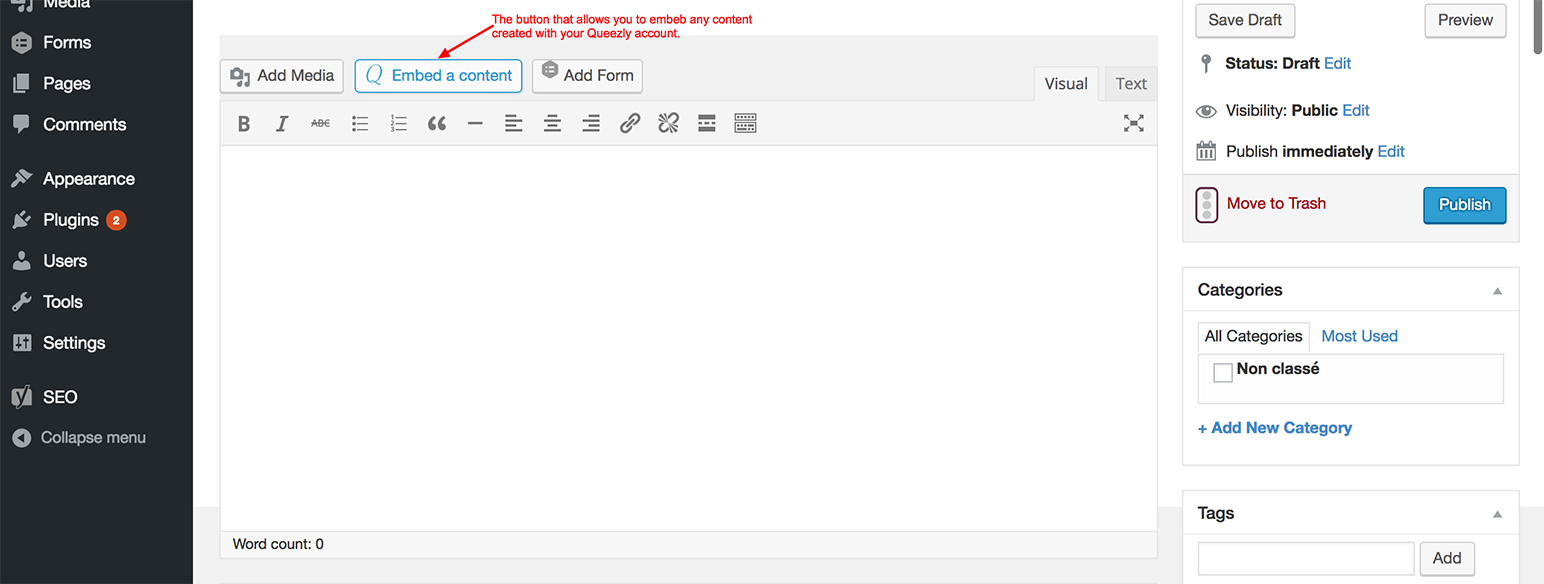 Media
Forms
Pages
Comments
Appearance
Plugins 2
Users
Tools
Settings
SEO
Collapse menu
The button that allows you to embeb any content
created with your Queezly account.
Add Media
Q Embed a content
Add Form
Visual
Text
B I ABC
Word count: 0
Save Draft
Preview
Status: Draft Edit
Visibility: Public Edit
Publish immediately Edit
Move to Trash
Publish
Categories
All Categories
Most Used
Non classé
+ Add New Category
Tags
Add